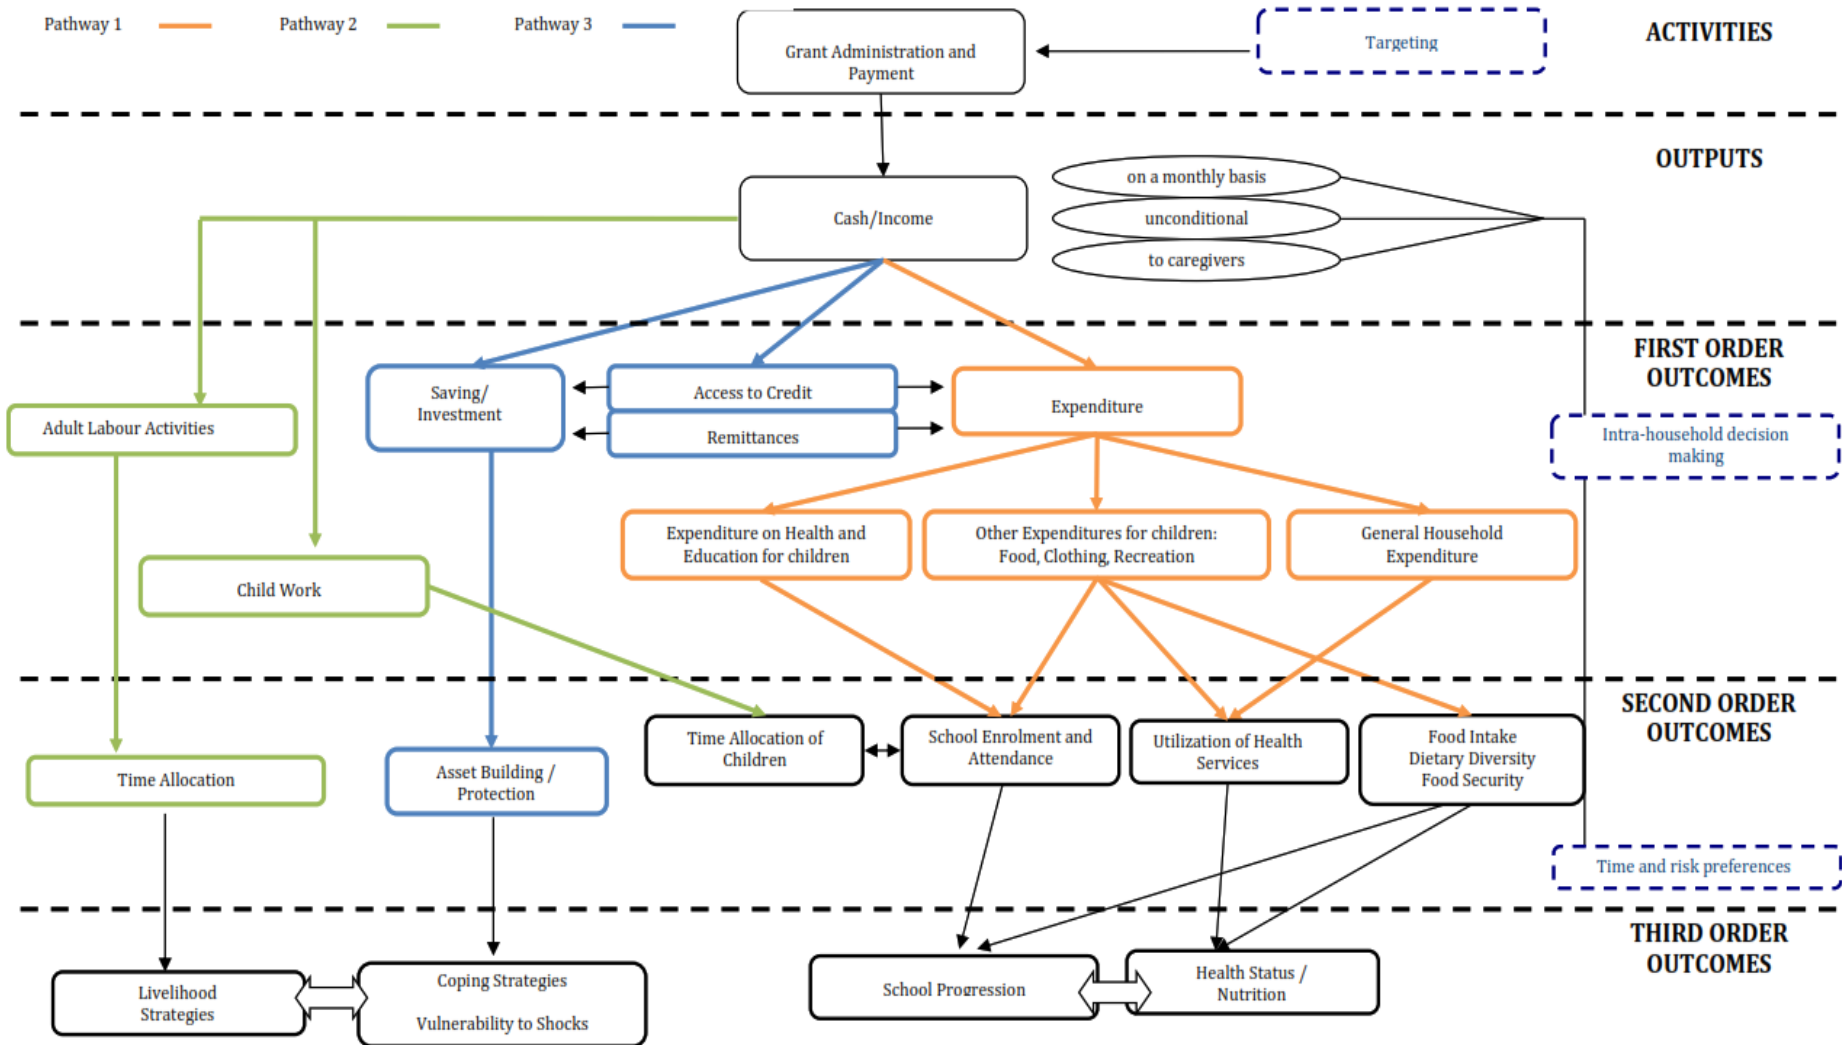 Pathway 1
Pathway 2
Pathway 3
Grant Administration and
Payment
Targeting
ACTIVITIES
OUTPUTS
Cash/Income
on a monthly basis
unconditional
to caregivers
FIRST ORDER
OUTCOMES
Saving/
Investment
Access to Credit
Remittances
Expenditure
Adult Labour Activities
Intra-household decision
making
Expenditure on Health and
Education for children
Other Expenditures for children:
Food, Clothing, Recreation
General Household
Expenditure
Child Work
SECOND ORDER
OUTCOMES
Time Allocation of
Children
School Enrolment and
Attendance
Utilization of Health
Services
Food Intake
Dietary Diversity
Food Security
Time Allocation
Asset Building /
Protection
Time and risk preferences
THIRD ORDER
OUTCOMES
Livelihood
Strategies
Coping Strategies
Vulnerability to Shocks
School Progression
Health Status /
Nutrition